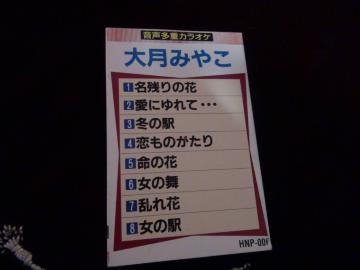 音声多重カラオケ
大月みやこ
1 名残りの花
2 愛にゆれて・・・
3 冬の駅
4 恋ものがたり
5 命の花
6 女の舞
7 乱れ花
8 女の駅
HNP-00